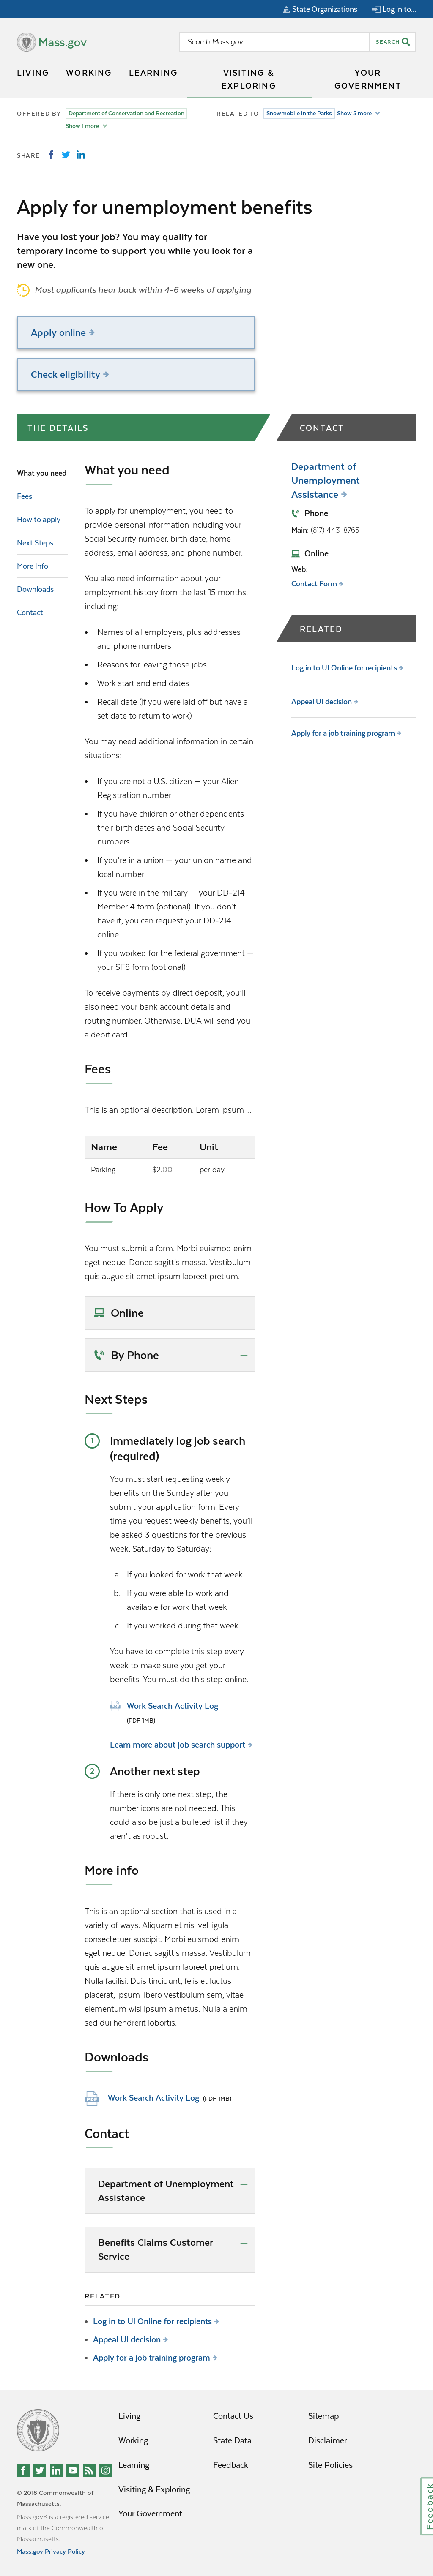 State Organizations
Log in to...
Mass.gov
Search Mass.gov
SEARCH
LIVING
WORKING
LEARNING
VISITING &
EXPLORING
YOUR
GOVERNMENT
OFFERED BY
Department of Conservation and Recreation
Show 1 more
RELATED TO
Snowmobile in the Parks
Show 5 more
SHARE
Apply for unemployment benefits
Have you lost your job? You may qualify for
temporary income to support you while you look for a
new one.
Most applicants hear back within 4-6 weeks of applying
Apply online
Check eligibility
THE DETAILS
What you need
Fees
How to apply
Next Steps
More Info
Downloads
Contact
What you need
To apply for unemployment, you need to
provide personal information including your
Social Security number, birth date, home
address, email address, and phone number.
You also need information about your
employment history from the last 15 months,
including:
• Names of all employers, plus addresses
and phone numbers
• Reasons for leaving those jobs
• Work start and end dates
• Recall date (if you were laid off but have a
set date to return to work)
You may need additional information in certain
situations:
• If you are not a U.S. citizen — your Alien
Registration number
• If you have children or other dependents —
their birth dates and Social Security
numbers
• If you're in a union — your union name and
local number
• If you were in the military — your DD-214
Member 4 form (optional). If you don't
have it, you can request your DD-214
online.
• If you worked for the federal government —
your SF8 form (optional)
To receive payments by direct deposit, you'll
also need your bank account details and
routing number. Otherwise, DUA will send you
a debit card.
Fees
This is an optional description. Lorem ipsum ...
Name Fee Unit
Parking $2.00 per day
How To Apply
You must submit a form. Morbi euismod enim
eget neque. Donec sagittis massa. Vestibulum
quis augue sit amet ipsum laoreet pretium.
Online
By Phone
Next Steps
1 Immediately log job search
(required)
You must start requesting weekly
benefits on the Sunday after you
submit your application form. Every
time you request weekly benefits, you'll
be asked 3 questions for the previous
week, Saturday to Saturday:
a. If you looked for work that week
b. If you were able to work and
available for work that week
c. If you worked during that week
You have to complete this step every
week to make sure you get your
benefits. You must do this step online.
Work Search Activity Log
(PDF 1MB)
Learn more about job search support
2 Another next step
If there is only one next step, the
number icons are not needed. This
could also be just a bulleted list if they
aren't as robust.
More info
This is an optional section that is used in a
variety of ways. Aliquam et nisl vel ligula
consectetuer suscipit. Morbi euismod enim
eget neque. Donec sagittis massa. Vestibulum
quis augue sit amet ipsum laoreet pretium.
Nulla facilisi. Duis tincidunt, felis et luctus
placerat, ipsum libero vestibulum sem, vitae
elementum wisi ipsum a metus. Nulla a enim
sed dui hendrerit lobortis.
Downloads
Work Search Activity Log (PDF 1MB)
Contact
Department of Unemployment
Assistance
Benefits Claims Customer
Service
RELATED
• Log in to UI Online for recipients
• Appeal UI decision
• Apply for a job training program
CONTACT
Department of
Unemployment
Assistance
Phone
Main: (617) 443-8765
Online
Web:
Contact Form
RELATED
Log in to UI Online for recipients
Appeal UI decision
Apply for a job training program
Living
Working
Learning
Visiting & Exploring
Your Government
Contact Us
State Data
Feedback
Sitemap
Disclaimer
Site Policies
© 2018 Commonwealth of
Massachusetts.
Mass.gov® is a registered service
mark of the Commonwealth of
Massachusetts.
Mass.gov Privacy Policy
Feedback